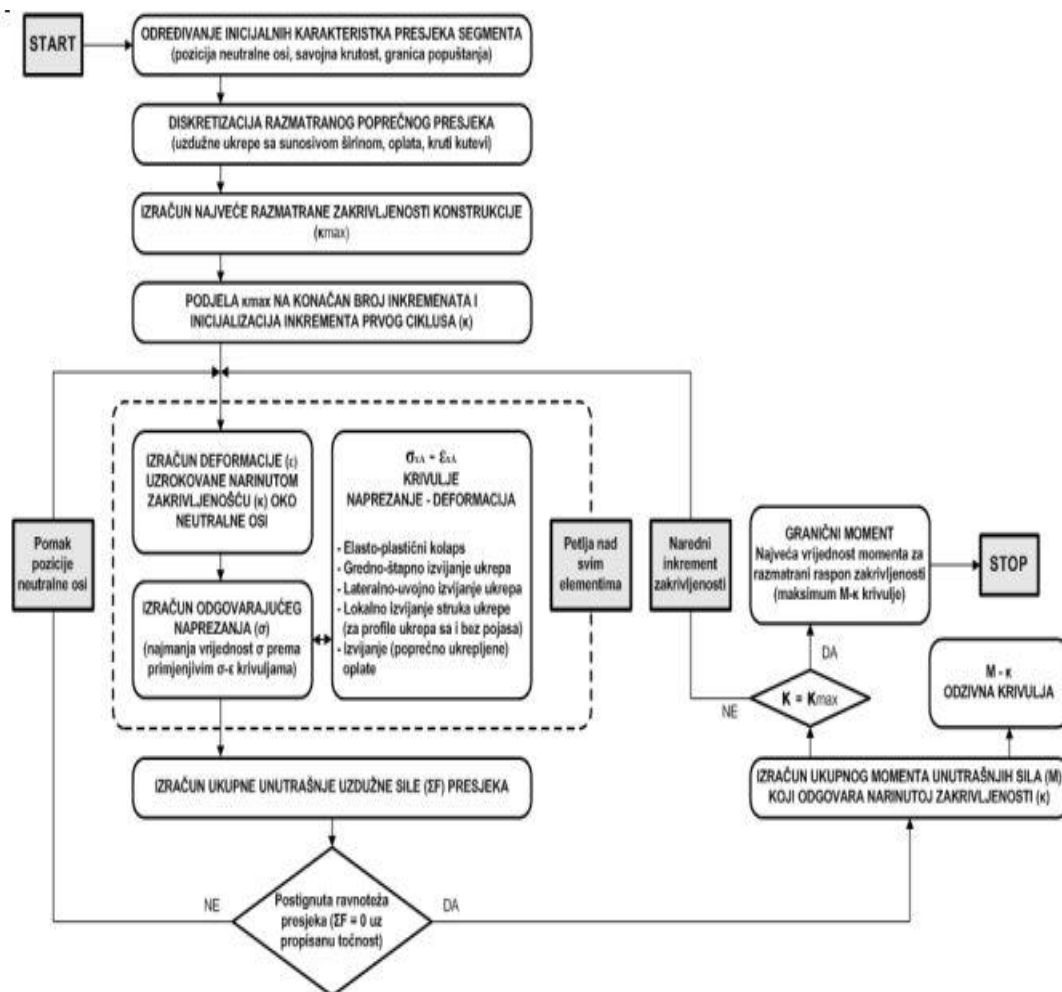 START
ODREĐIVANJE INICIJALNIH KARAKTERISTKA PRESJEKA SEGMENTA
(pozicija neutralne osi, savojna krutost, granica popuštanja)
DISKRETIZACIJA RAZMATRANOG POPREČNOG PRESJEKA
(uzdužne ukrepe sa sunosivom širinom, oplata, kruti kutevi)
IZRAČUN NAJVEĆE RAZMATRANE ZAKRIVLJENOSTI KONSTRUKCIJE
(κmax)
PODJELA κmax NA KONAČAN BROJ INKREMENATA I
INICIJALIZACIJA INKREMENTA PRVOG CIKLUSA (κ)
Pomak
pozicije
neutralne osi
IZRAČUN DEFORMACIJE (ε)
UZROKOVANE NARINUTOM
ZAKRIVLJENOŠĆU (κ) OKO
NEUTRALNE OSI
IZRAČUN ODGOVARAJUĆEG
NAPREZANJA (σ)
(najmanja vrijednost σ prema
primjenjivim σ-ε krivuljama)
σxA - εxA
KRIVULJE
NAPREZANJE - DEFORMACIJA
- Elasto-plastični kolaps
- Gredno-štapno izvijanje ukrepa
- Lateralno-uvojno izvijanje ukrepa
- Lokalno izvijanje struka ukrepe
(za profile ukrepa sa i bez pojasa)
- Izvijanje (poprečno ukrepljene)
oplate
Petlja nad
svim
elementima
Naredni
inkrement
zakrivljenosti
GRANIČNI MOMENT
Najveća vrijednost momenta za
razmatrani raspon zakrivljenosti
(maksimum M-κ krivulje)
STOP
DA
NE
K = Kmax
M - κ
ODZIVNA KRIVULJA
IZRAČUN UKUPNOG MOMENTA UNUTRAŠNJIH SILA (M)
KOJI ODGOVARA NARINUTOJ ZAKRIVLJENOSTI (κ)
IZRAČUN UKUPNE UNUTRAŠNJE UZDUŽNE SILE (ΣF) PRESJEKA
NE
Postignuta ravnoteža
presjeka (ΣF = 0 uz
propisanu točnost)
DA